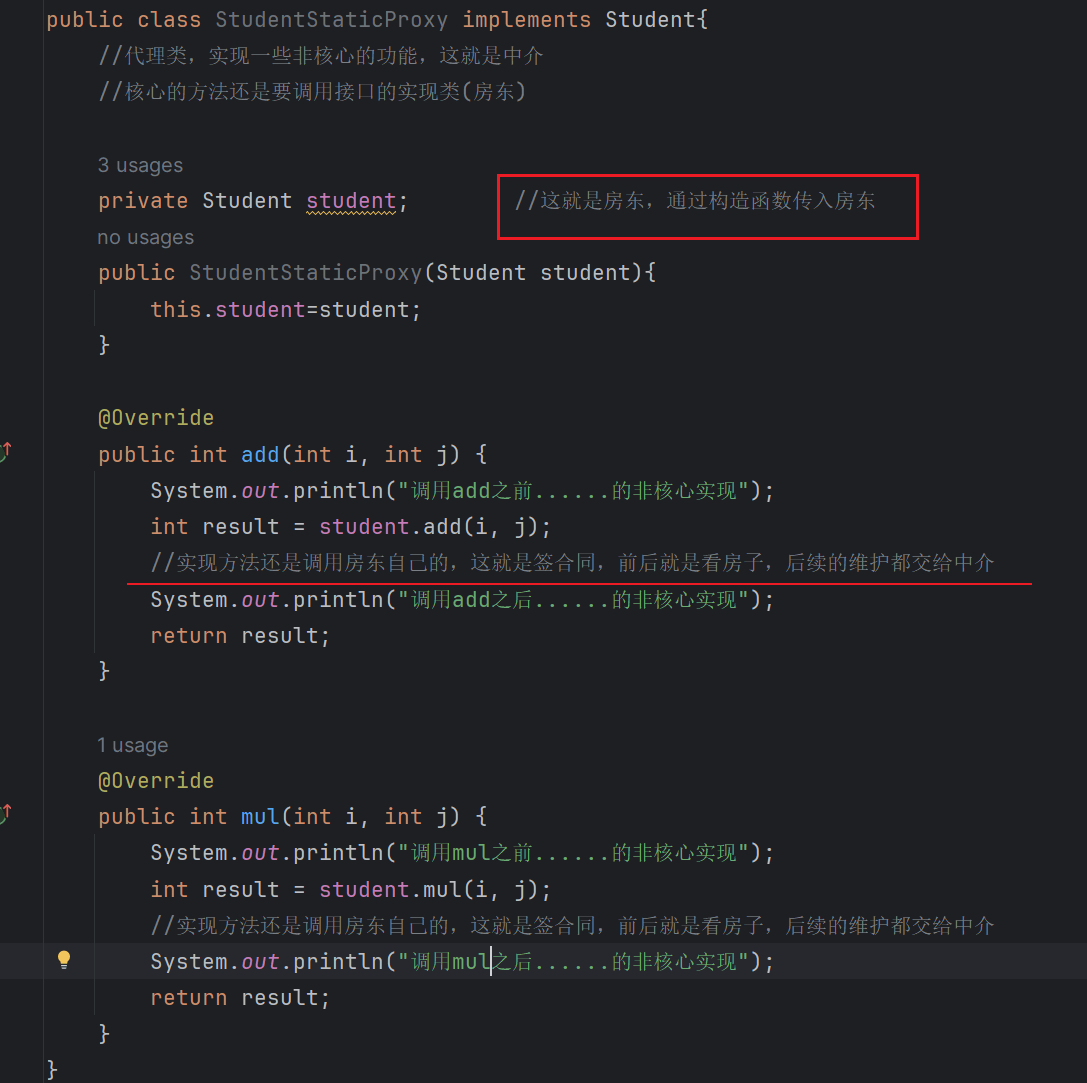 public class StudentStaticProxy implements Student{
//代理类，实现一些非核心的功能，这就是中介
//核心的方法还是要调用接口的实现类(房东)
3 usages
private Student student; //这就是房东，通过构造函数传入房东
no usages
public StudentStaticProxy(Student student){
this.student=student;
}
@Override
public int add(int i, int j) {
System.out.println("调用add之前......的非核心实现");
int result = student.add(i, j);
//实现方法还是调用房东自己的，这就是签合同，前后就是看房子，后续的维护都交给中介
System.out.println("调用add之后......的非核心实现");
return result;
}
1 usage
@Override
public int mul(int i, int j) {
System.out.println("调用mul之前......的非核心实现");
int result = student.mul(i, j);
//实现方法还是调用房东自己的，这就是签合同，前后就是看房子，后续的维护都交给中介
System.out.println("调用mul之后......的非核心实现");
return result;
}
}